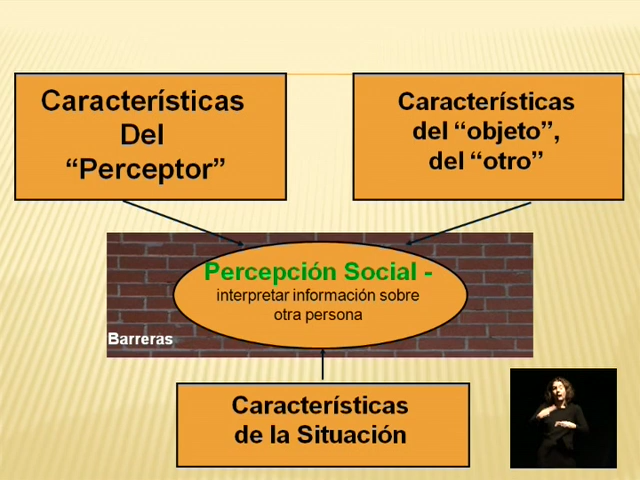 Características
Del
“Perceptor”
Características
del “objeto”,
del “otro”
Percepción Social -
interpretar información sobre
otra persona
Barreras
Características
de la Situación